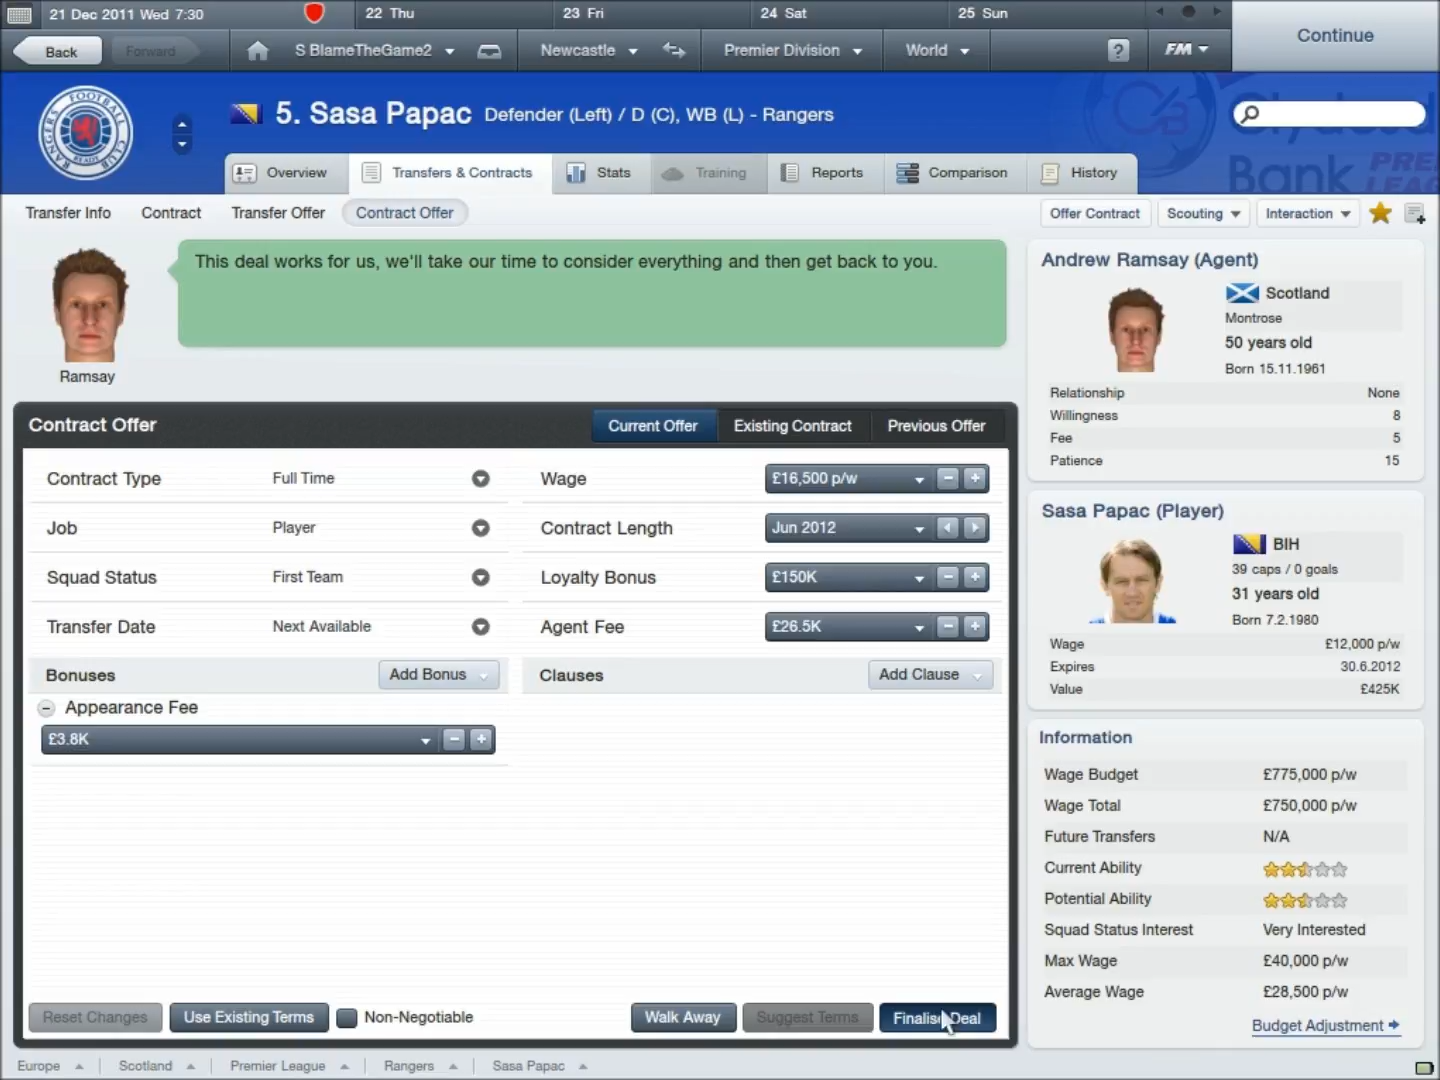 21 Dec 2011 Wed 7:30
22 Thu
23 Fri
24 Sat
25 Sun
Continue
Back
Forward
S BlameTheGame2
Newcastle
Premier Division
World
?
FM
RANGERS FOOTBALL CLUB
READY
5. Sasa Papac Defender (Left) / D (C), WB (L) - Rangers
Bank PRE
Overview
Transfers & Contracts
Stats
Training
Reports
Comparison
History
Transfer Info
Contract
Transfer Offer
Contract Offer
Offer Contract
Scouting
Interaction
This deal works for us, we'll take our time to consider everything and then get back to you.
Ramsay
Andrew Ramsay (Agent)
Scotland
Montrose
50 years old
Born 15.11.1961
Relationship None
Willingness 8
Fee 5
Patience 15
Contract Offer
Current Offer
Existing Contract
Previous Offer
Contract Type Full Time
Wage £16,500 p/w
Job Player
Contract Length Jun 2012
Squad Status First Team
Loyalty Bonus £150K
Transfer Date Next Available
Agent Fee £26.5K
Bonuses
Add Bonus
Clauses
Add Clause
Appearance Fee
£3.8K
Sasa Papac (Player)
BIH
39 caps / 0 goals
31 years old
Born 7.2.1980
Wage £12,000 p/w
Expires 30.6.2012
Value £425K
Information
Wage Budget £775,000 p/w
Wage Total £750,000 p/w
Future Transfers N/A
Current Ability
Potential Ability
Squad Status Interest Very Interested
Max Wage £40,000 p/w
Average Wage £28,500 p/w
Budget Adjustment
Reset Changes
Use Existing Terms
Non-Negotiable
Walk Away
Suggest Terms
Finalise Deal
Europe
Scotland
Premier League
Rangers
Sasa Papac